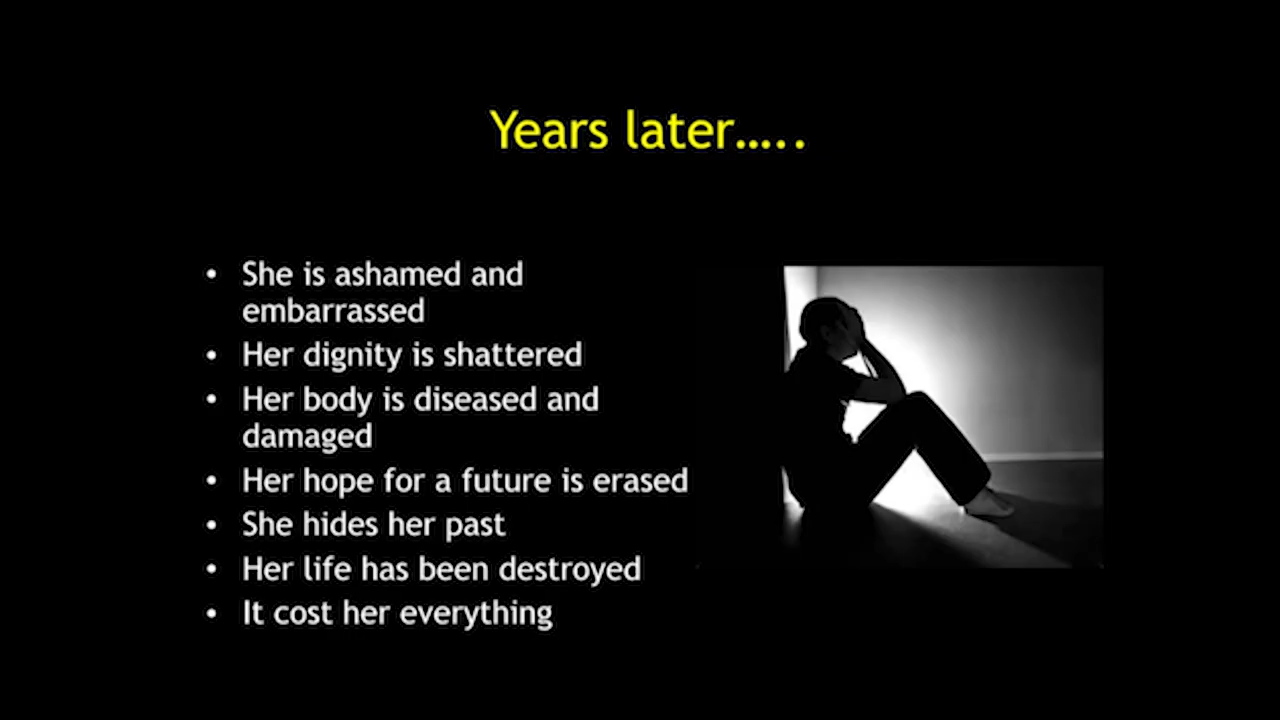 Years later…..
• She is ashamed and
embarrassed
• Her dignity is shattered
• Her body is diseased and
damaged
• Her hope for a future is erased
• She hides her past
• Her life has been destroyed
• It cost her everything